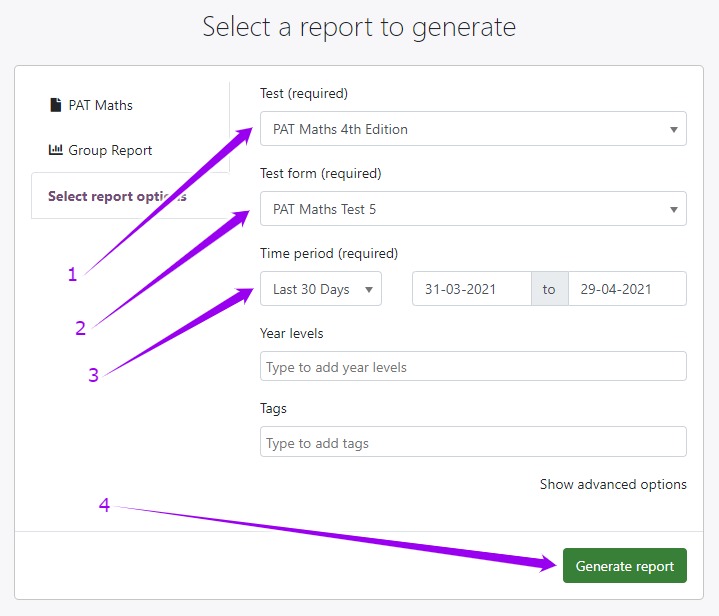 Select a report to generate
PAT Maths
Group Report
Select report options
Test (required)
PAT Maths 4th Edition
Test form (required)
PAT Maths Test 5
Time period (required)
Last 30 Days 31-03-2021 to 29-04-2021
Year levels
Type to add year levels
Tags
Type to add tags
Show advanced options
Generate report
1
2
3
4